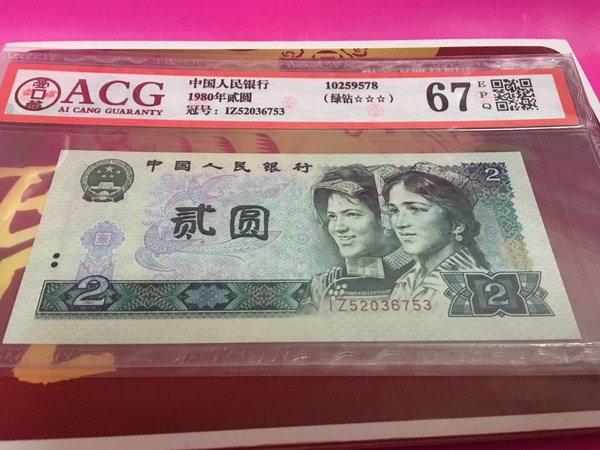 ACG
AI CANG GUARANTY
中国人民银行
1980年贰圆
冠号：IZ52036753
10259578
（绿钻☆☆☆）
67
EPQ
中国人民银行
贰圆
2
2
IZ52036753
2